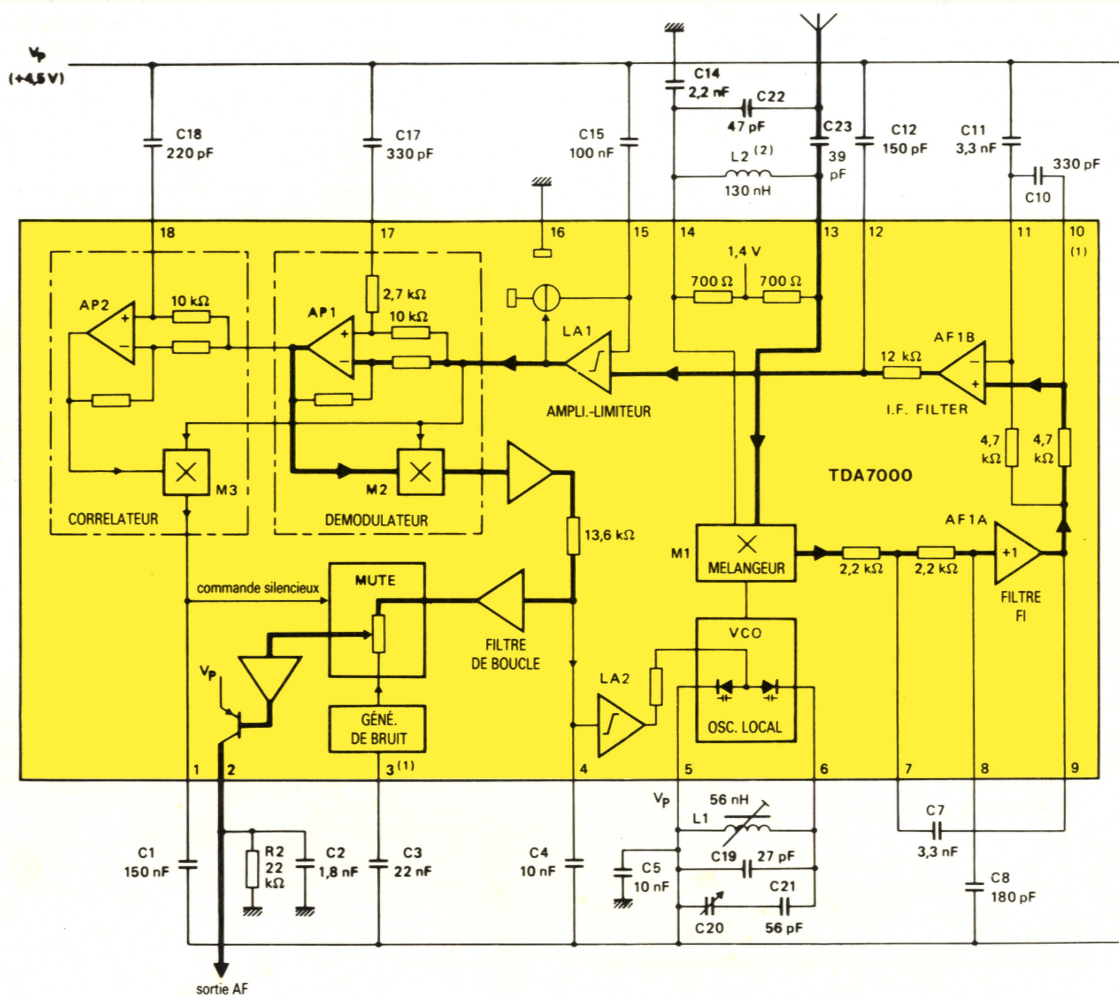 Vp
(+4,5 V)
C18
220 pF
C17
330 pF
C15
100 nF
C14
2,2 nF
C22
47 pF
L2 (2)
130 nH
C23
39
pF
C12
150 pF
C11
3,3 nF
330 pF
C10
18
17
16
15
14
13
12
11
10
(1)
AP2
+
−
10 kΩ
2,7 kΩ
AP1
+
−
10 kΩ
LA1
AMPLI.-LIMITEUR
1,4 V
700 Ω
700 Ω
12 kΩ
AF1B
−
+
I.F. FILTER
4,7
kΩ
4,7
kΩ
TDA7000
M3
CORRELATEUR
M2
DEMODULATEUR
13,6 kΩ
M1
MELANGEUR
2,2 kΩ
2,2 kΩ
AF1A
+1
FILTRE
FI
commande silencieux
MUTE
FILTRE
DE BOUCLE
LA2
VCO
OSC. LOCAL
Vp
GÉNÉ.
DE BRUIT
1
2
3 (1)
4
5
6
7
8
9
Vp
56 nH
L1
C1
150 nF
R2
22
kΩ
C2
1,8 nF
C3
22 nF
C4
10 nF
C5
10 nF
C19
27 pF
C20
C21
56 pF
C7
3,3 nF
C8
180 pF
sortie AF